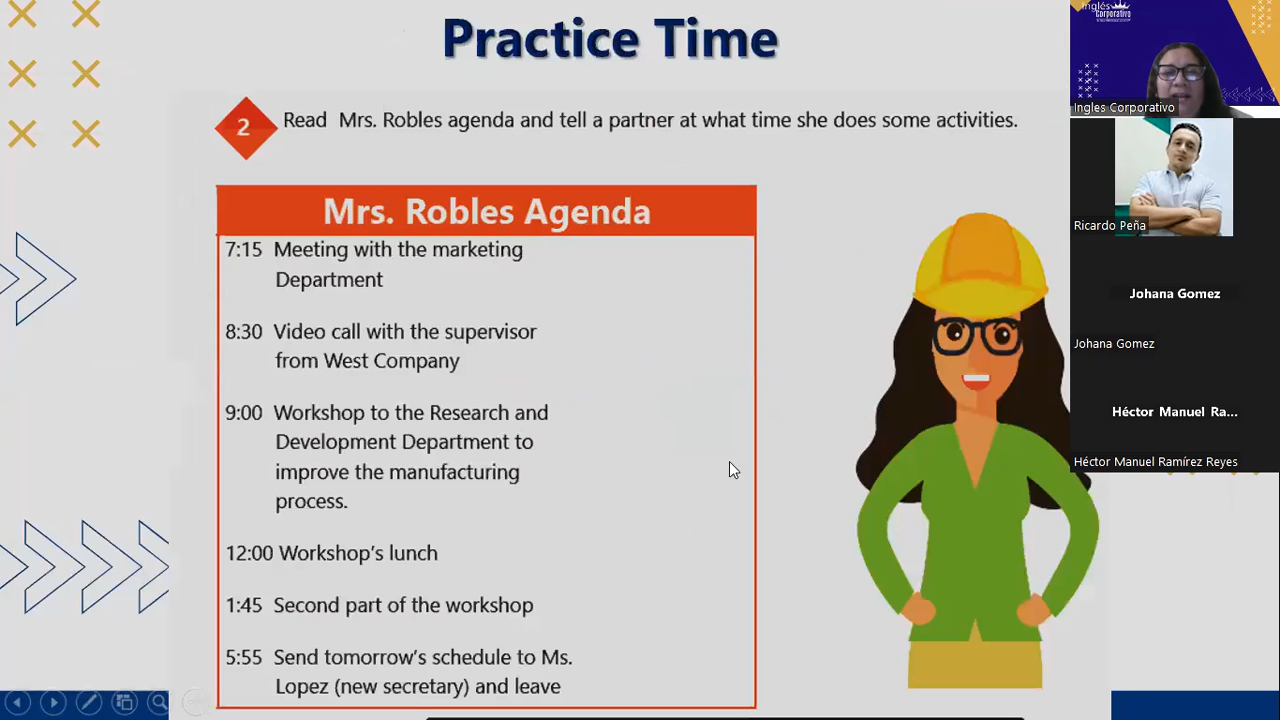 Practice Time
2
Read Mrs. Robles agenda and tell a partner at what time she does some activities.
Mrs. Robles Agenda
7:15 Meeting with the marketing
Department
8:30 Video call with the supervisor
from West Company
9:00 Workshop to the Research and
Development Department to
improve the manufacturing
process.
12:00 Workshop's lunch
1:45 Second part of the workshop
5:55 Send tomorrow's schedule to Ms.
Lopez (new secretary) and leave
Inglés
Corporativo
Ingles Corporativo
Ricardo Peña
Johana Gomez
Johana Gomez
Héctor Manuel Ra...
Héctor Manuel Ramírez Reyes